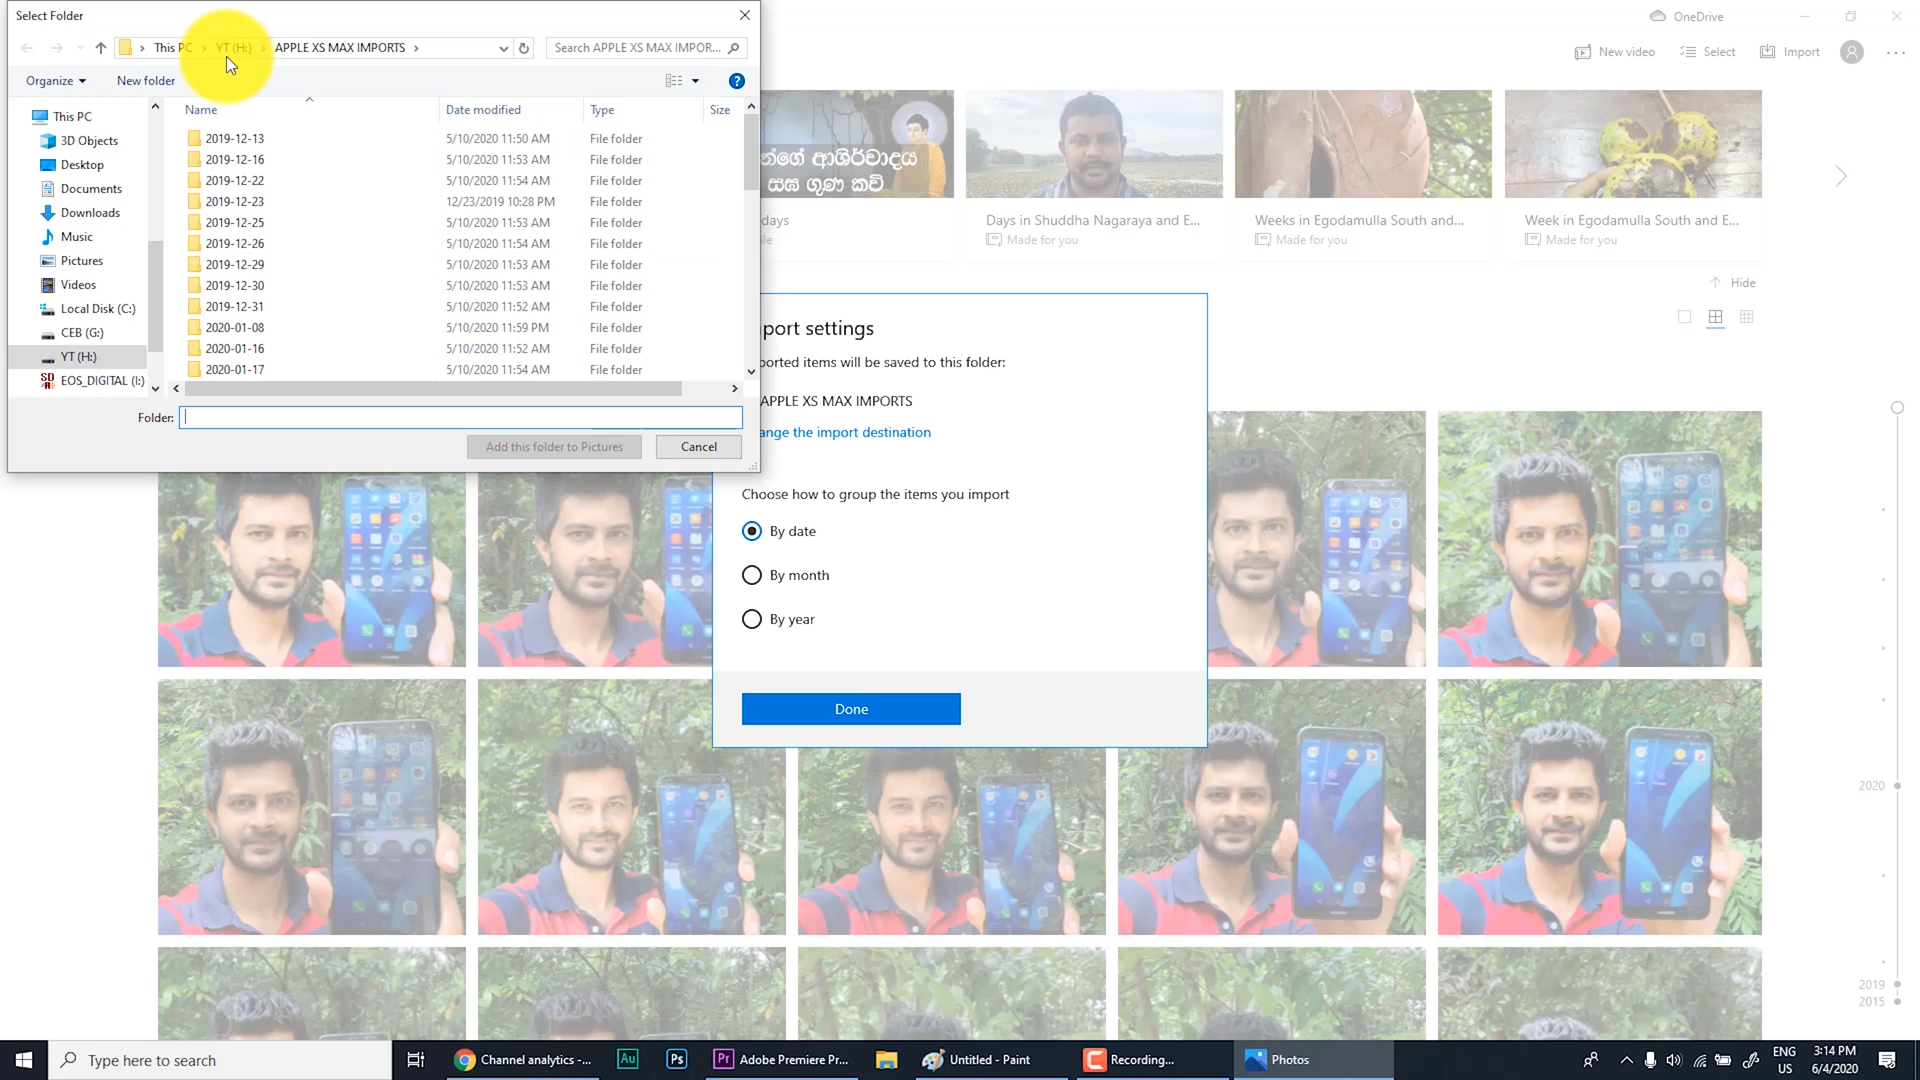 Select Folder
This PC > YT (H:) > APPLE XS MAX IMPORTS >
Search APPLE XS MAX IMPOR...
Organize
New folder
Name
Date modified
Type
Size
This PC
3D Objects
Desktop
Documents
Downloads
Music
Pictures
Videos
Local Disk (C:)
CEB (G:)
YT (H:)
EOS_DIGITAL (I:)
2019-12-13 5/10/2020 11:50 AM File folder
2019-12-16 5/10/2020 11:53 AM File folder
2019-12-22 5/10/2020 11:54 AM File folder
2019-12-23 12/23/2019 10:28 PM File folder
2019-12-25 5/10/2020 11:53 AM File folder
2019-12-26 5/10/2020 11:54 AM File folder
2019-12-29 5/10/2020 11:53 AM File folder
2019-12-30 5/10/2020 11:53 AM File folder
2019-12-31 5/10/2020 11:52 AM File folder
2020-01-08 5/10/2020 11:59 PM File folder
2020-01-16 5/10/2020 11:52 AM File folder
2020-01-17 5/10/2020 11:54 AM File folder
Folder:
Add this folder to Pictures
Cancel
OneDrive
New video
Select
Import
න්ගේ ආශිර්වාදය
සඟ ගුණ කවි
days
ile
Days in Shuddha Nagaraya and E...
Made for you
Weeks in Egodamulla South and...
Made for you
Week in Egodamulla South and E...
Made for you
Hide
port settings
ported items will be saved to this folder:
APPLE XS MAX IMPORTS
ange the import destination
Choose how to group the items you import
By date
By month
By year
Done
2020
2019
2015
Type here to search
Channel analytics -...
Au
Ps
Pr
Adobe Premiere Pr...
Untitled - Paint
Recording...
Photos
ENG
US
3:14 PM
6/4/2020